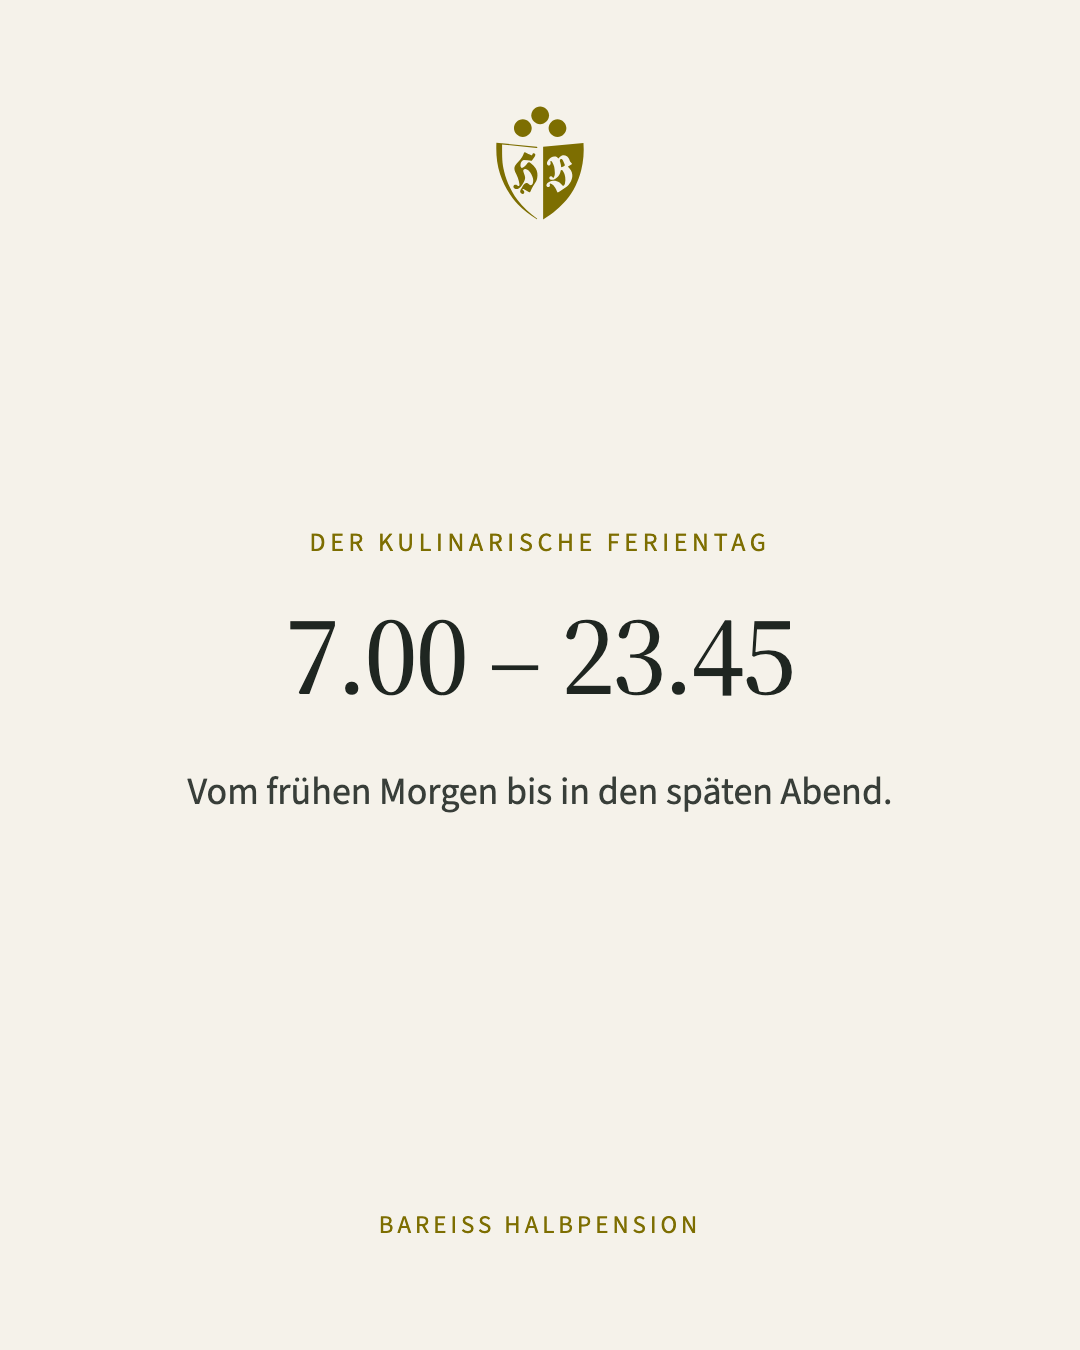 HB
DER KULINARISCHE FERIENTAG
7.00 – 23.45
Vom frühen Morgen bis in den späten Abend.
BAREISS HALBPENSION